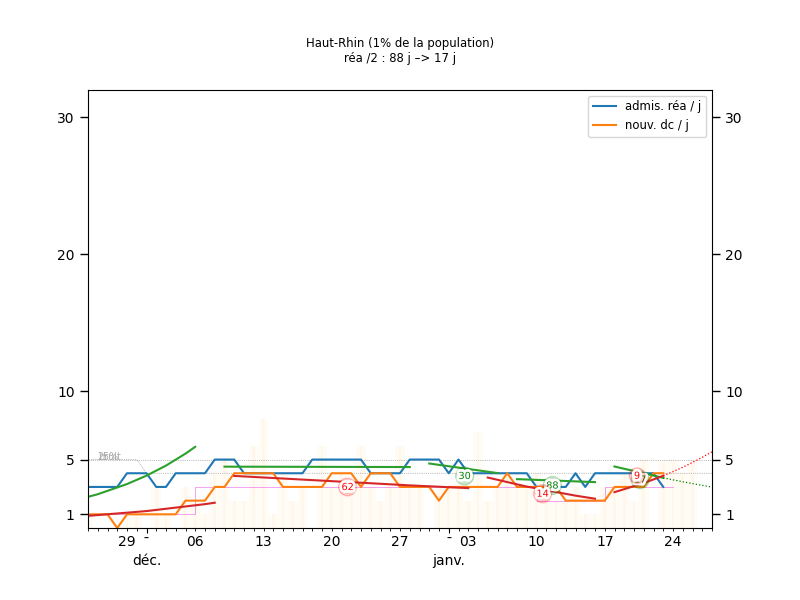 Haut-Rhin (1% de la population)
réa /2 : 88 j –> 17 j
admis. réa / j
nouv. dc / j
30
20
10
5
1
30
20
10
5
1
62
30
14
88
9
29 - 06 13 20 27 - 03 10 17 24
déc. janv.